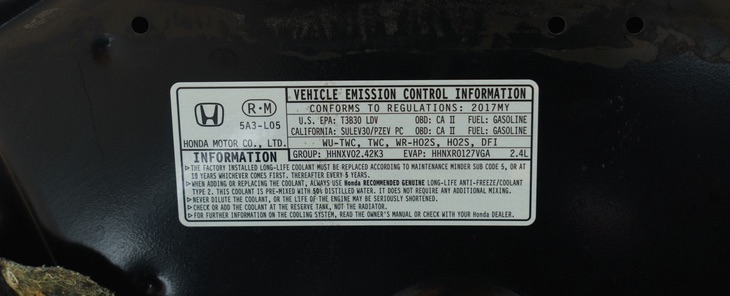 VEHICLE EMISSION CONTROL INFORMATION
CONFORMS TO REGULATIONS: 2017MY
R-M
5A3-L05
HONDA MOTOR CO., LTD.
U.S. EPA: T3B30 LDV OBD: CA II FUEL: GASOLINE
CALIFORNIA: SULEV30/PZEV PC OBD: CA II FUEL: GASOLINE
WU-TWC, TWC, WR-HO2S, HO2S, DFI
GROUP: HHNXV02.42K3 EVAP: HHNXR0127VGA 2.4L
INFORMATION
▷THE FACTORY INSTALLED LONG-LIFE COOLANT MUST BE REPLACED ACCORDING TO MAINTENANCE MINDER SUB 5, OR AT
10 YEARS WHICHEVER COMES FIRST. THEREAFTER EVERY 5 YEARS
▷WHEN ADDING OR REPLACING THE COOLANT, ALWAYS USE Honda RECOMMENDED GENUINE LONG-LIFE ANTI-FREEZE/COOLANT
TYPE 2. THIS COOLANT IS PRE-MIXED WITH 50% DISTILLED WATER. IT DOES NOT REQUIRE ANY ADDITIONAL MIXING.
▷NEVER DILUTE THE COOLANT, OR THE LIFE OF THE ENGINE MAY BE SERIOUSLY SHORTENED.
▷CHECK OR ADD THE COOLANT AT THE RESERVE TANK, NOT THE RADIATOR.
▷FOR FURTHER INFORMATION ON THE COOLING SYSTEM, READ THE OWNER'S MANUAL OR CHECK WITH YOUR Honda DEALER.